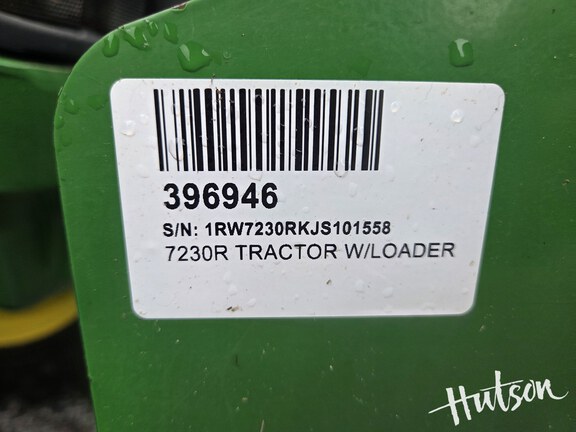 396946
S/N: 1RW7230RKJS101558
7230R TRACTOR W/LOADER
Hutson